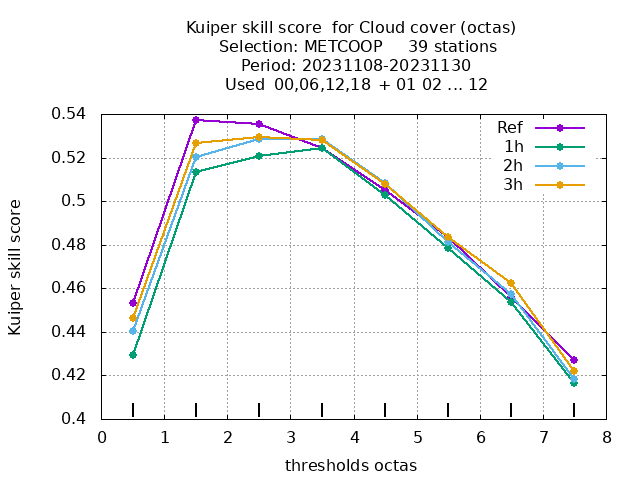 Kuiper skill score for Cloud cover (octas)
Selection: METCOOP 39 stations
Period: 20231108-20231130
Used 00,06,12,18 + 01 02 ... 12
Ref
1h
2h
3h
Kuiper skill score
0.54
0.52
0.5
0.48
0.46
0.44
0.42
0.4
0 1 2 3 4 5 6 7 8
thresholds octas